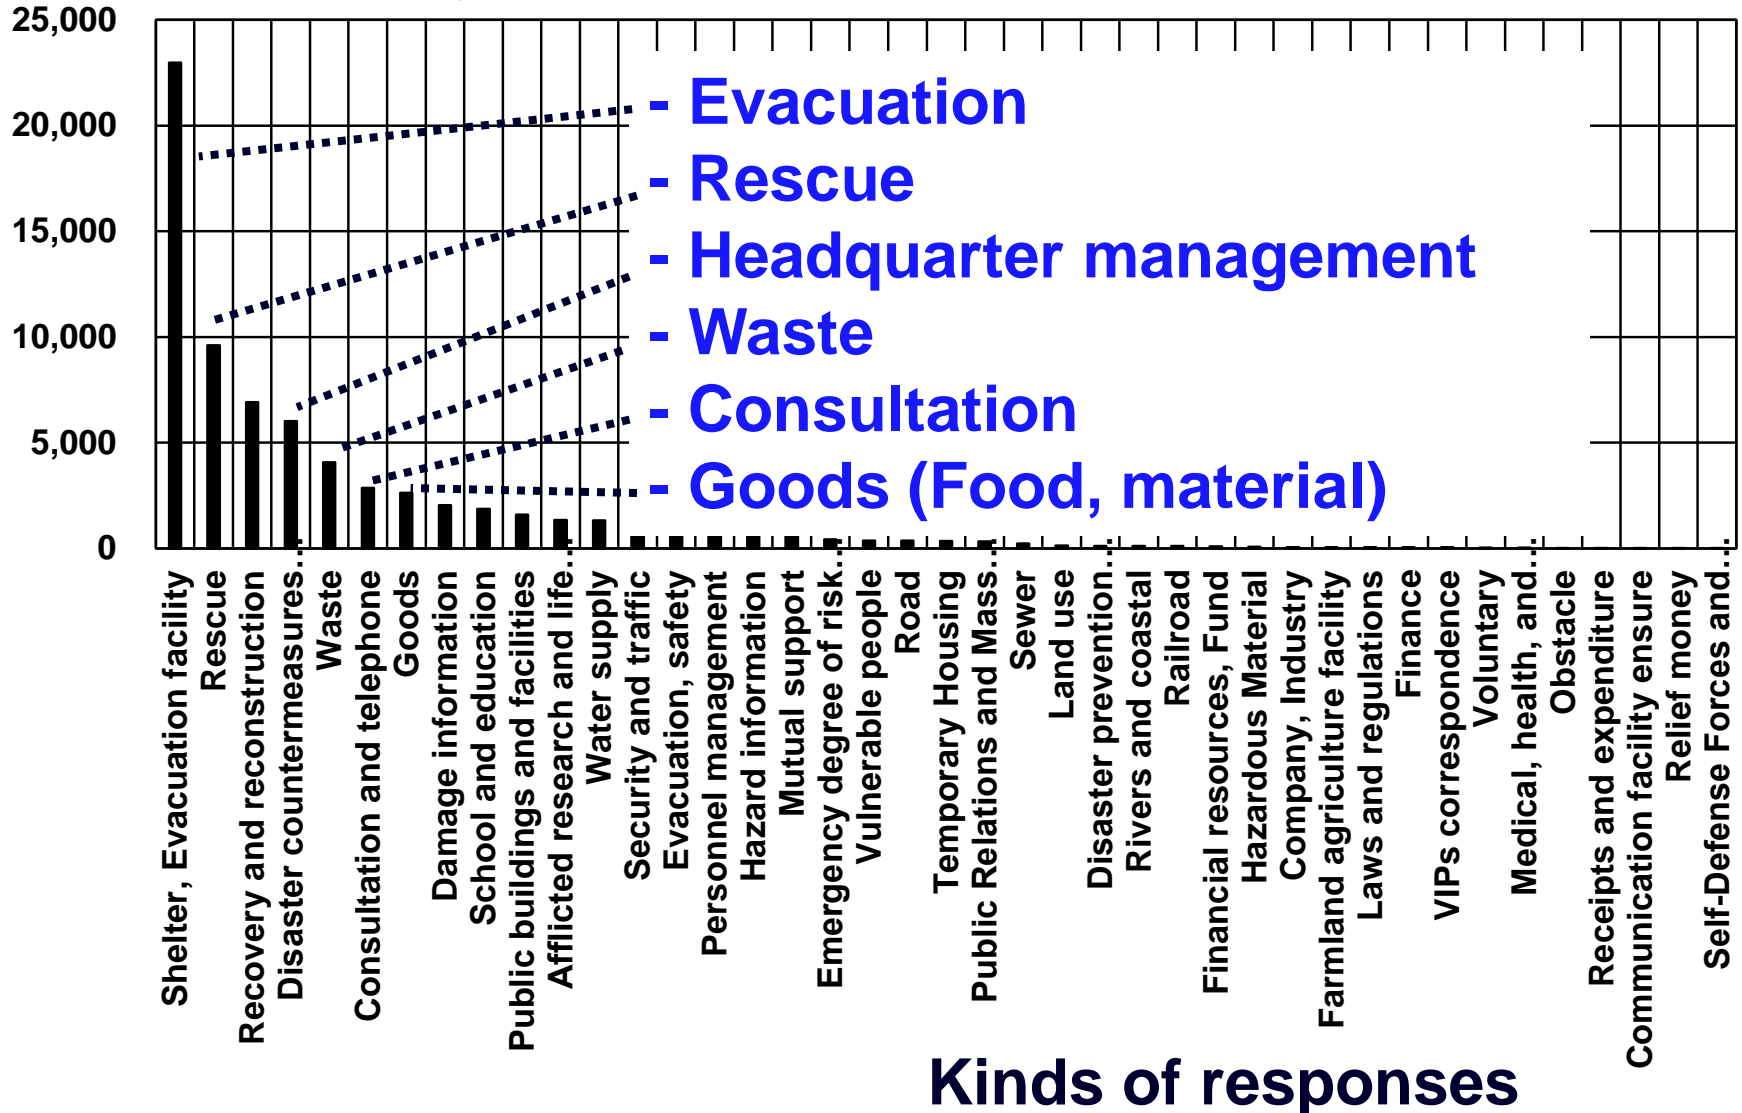 25,000
20,000
15,000
10,000
5,000
0
- Evacuation
- Rescue
- Headquarter management
- Waste
- Consultation
- Goods (Food, material)
Shelter, Evacuation facility
Rescue
Recovery and reconstruction
Disaster countermeasures…
Waste
Consultation and telephone
Goods
Damage information
School and education
Public buildings and facilities
Afflicted research and life…
Water supply
Security and traffic
Evacuation, safety
Personnel management
Hazard information
Mutual support
Emergency degree of risk…
Vulnerable people
Road
Temporary Housing
Public Relations and Mass…
Sewer
Land use
Disaster prevention…
Rivers and coastal
Railroad
Financial resources, Fund
Hazardous Material
Company, Industry
Farmland agriculture facility
Laws and regulations
Finance
VIPs correspondence
Voluntary
Medical, health, and…
Obstacle
Receipts and expenditure
Communication facility ensure
Relief money
Self-Defense Forces and…
Kinds of responses